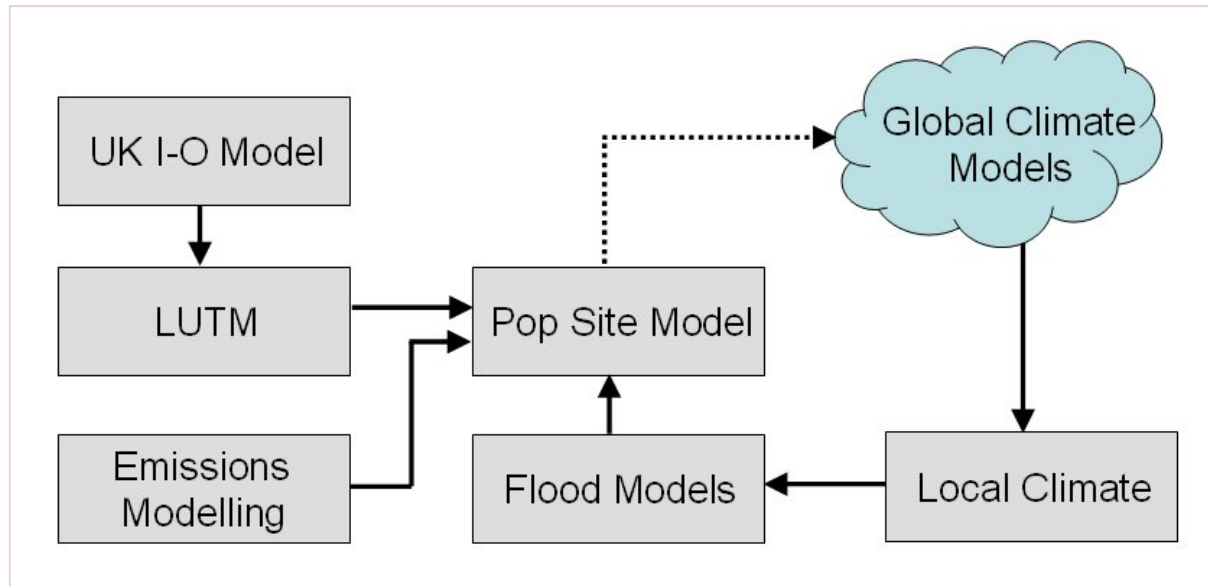 UK I-O Model
Global Climate
Models
LUTM
Pop Site Model
Emissions
Modelling
Flood Models
Local Climate